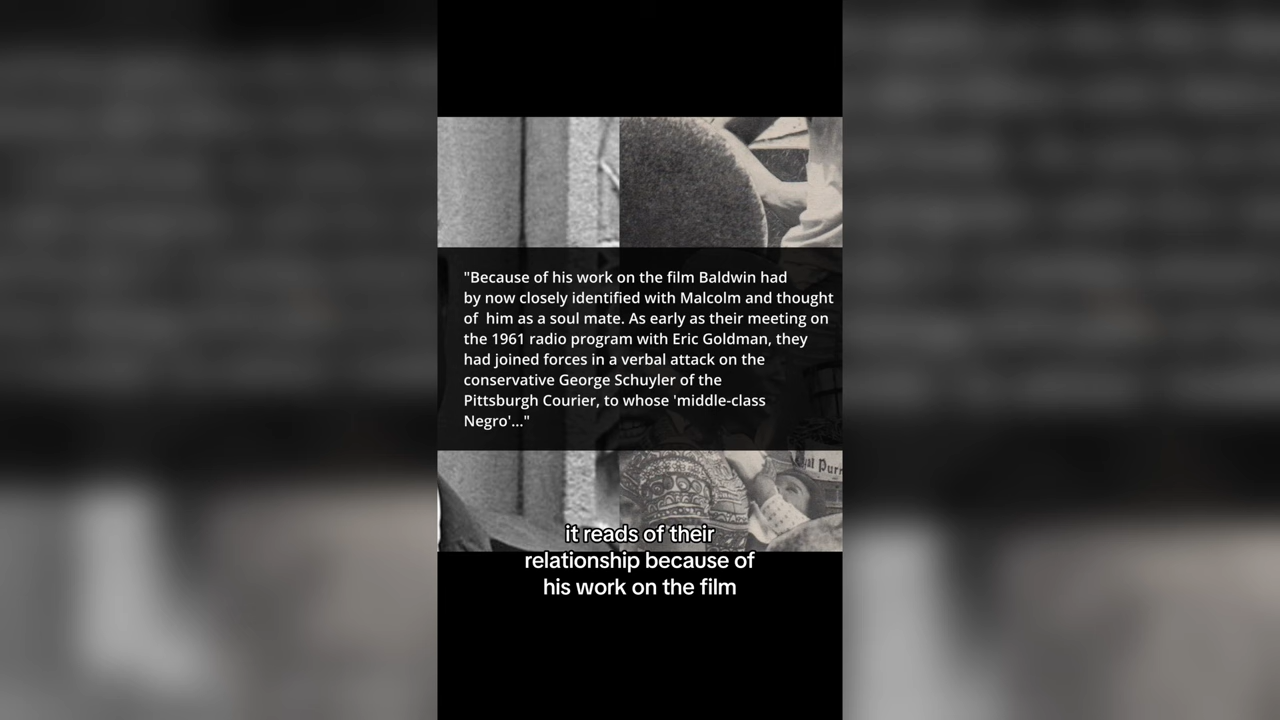 "Because of his work on the film Baldwin had
by now closely identified with Malcolm and thought
of  him as a soul mate. As early as their meeting on
the 1961 radio program with Eric Goldman, they
had joined forces in a verbal attack on the
conservative George Schuyler of the
Pittsburgh Courier, to whose 'middle-class
Negro'..."
it reads of their
relationship because of
his work on the film